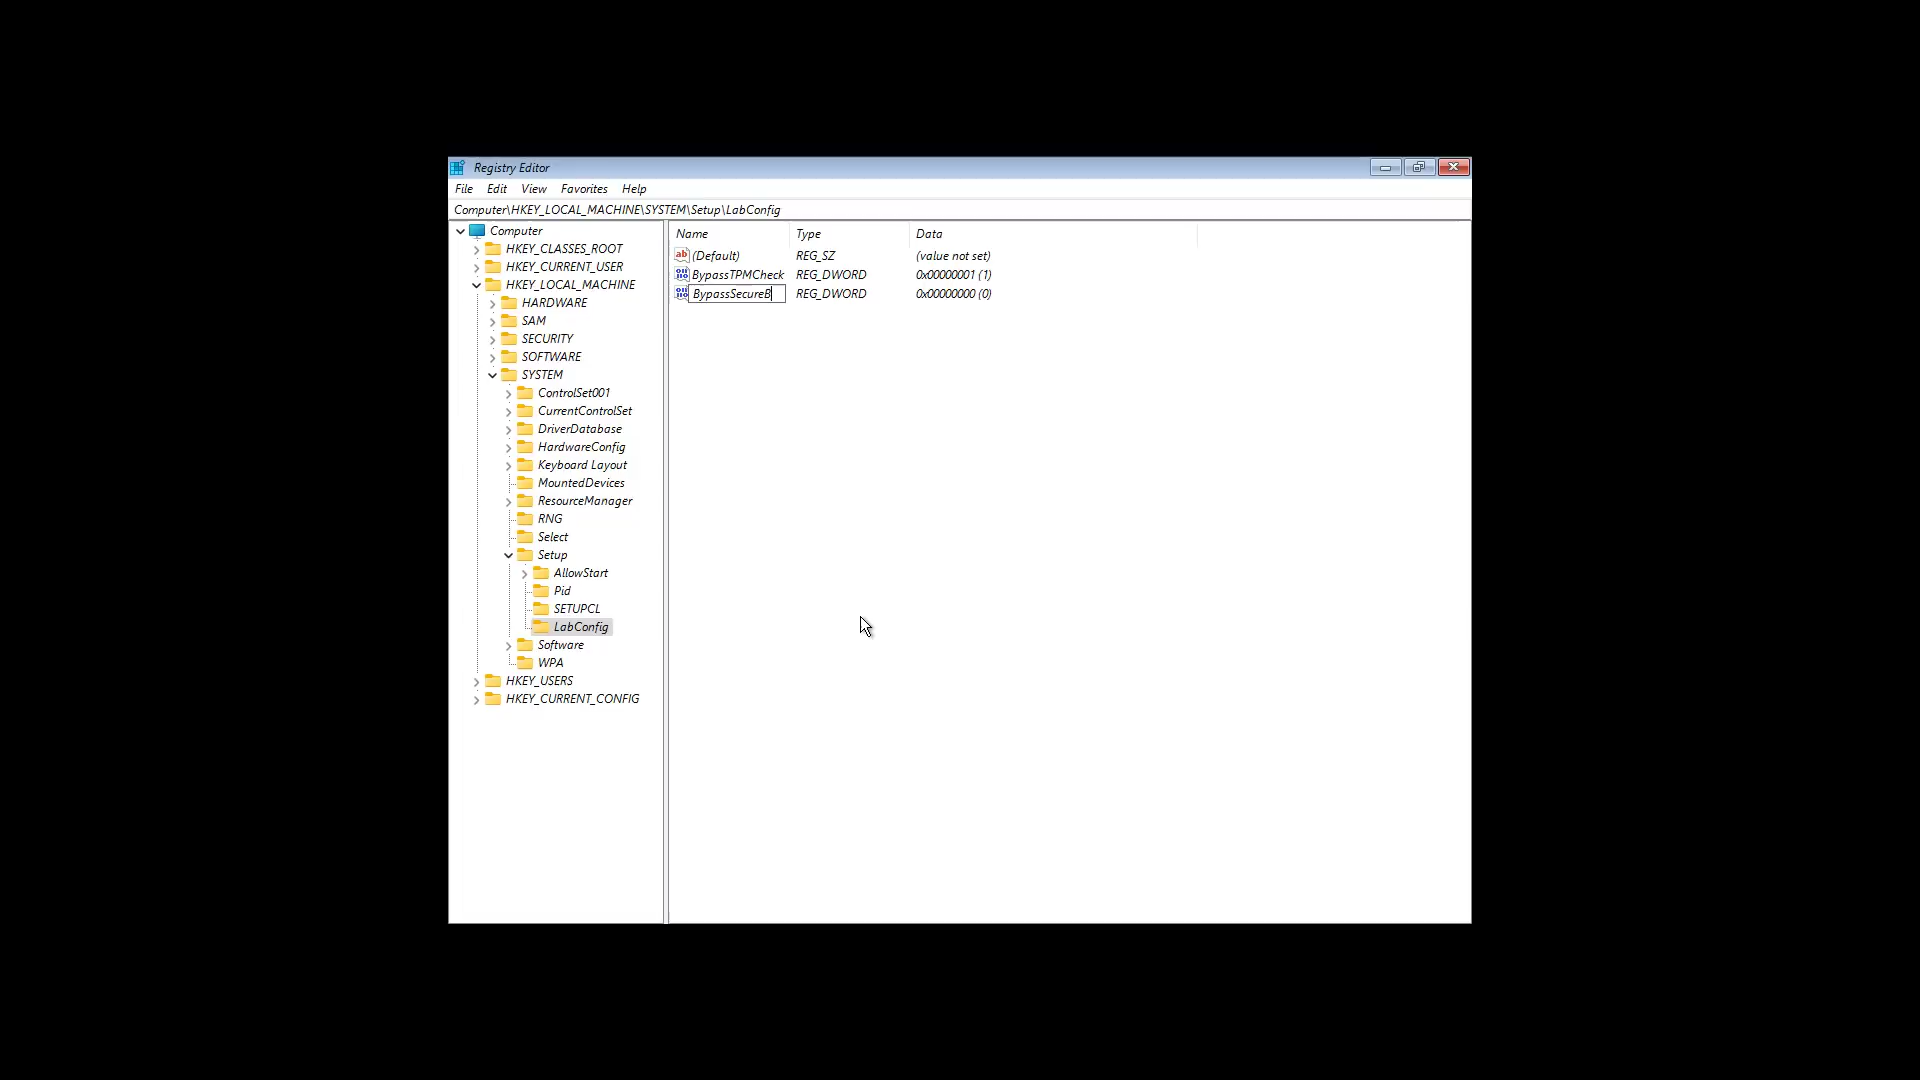 Registry Editor
File Edit View Favorites Help
Computer\HKEY_LOCAL_MACHINE\SYSTEM\Setup\LabConfig
Computer
HKEY_CLASSES_ROOT
HKEY_CURRENT_USER
HKEY_LOCAL_MACHINE
HARDWARE
SAM
SECURITY
SOFTWARE
SYSTEM
ControlSet001
CurrentControlSet
DriverDatabase
HardwareConfig
Keyboard Layout
MountedDevices
ResourceManager
RNG
Select
Setup
AllowStart
Pid
SETUPCL
LabConfig
Software
WPA
HKEY_USERS
HKEY_CURRENT_CONFIG
Name Type Data
(Default) REG_SZ (value not set)
BypassTPMCheck REG_DWORD 0x00000001 (1)
BypassSecureB REG_DWORD 0x00000000 (0)